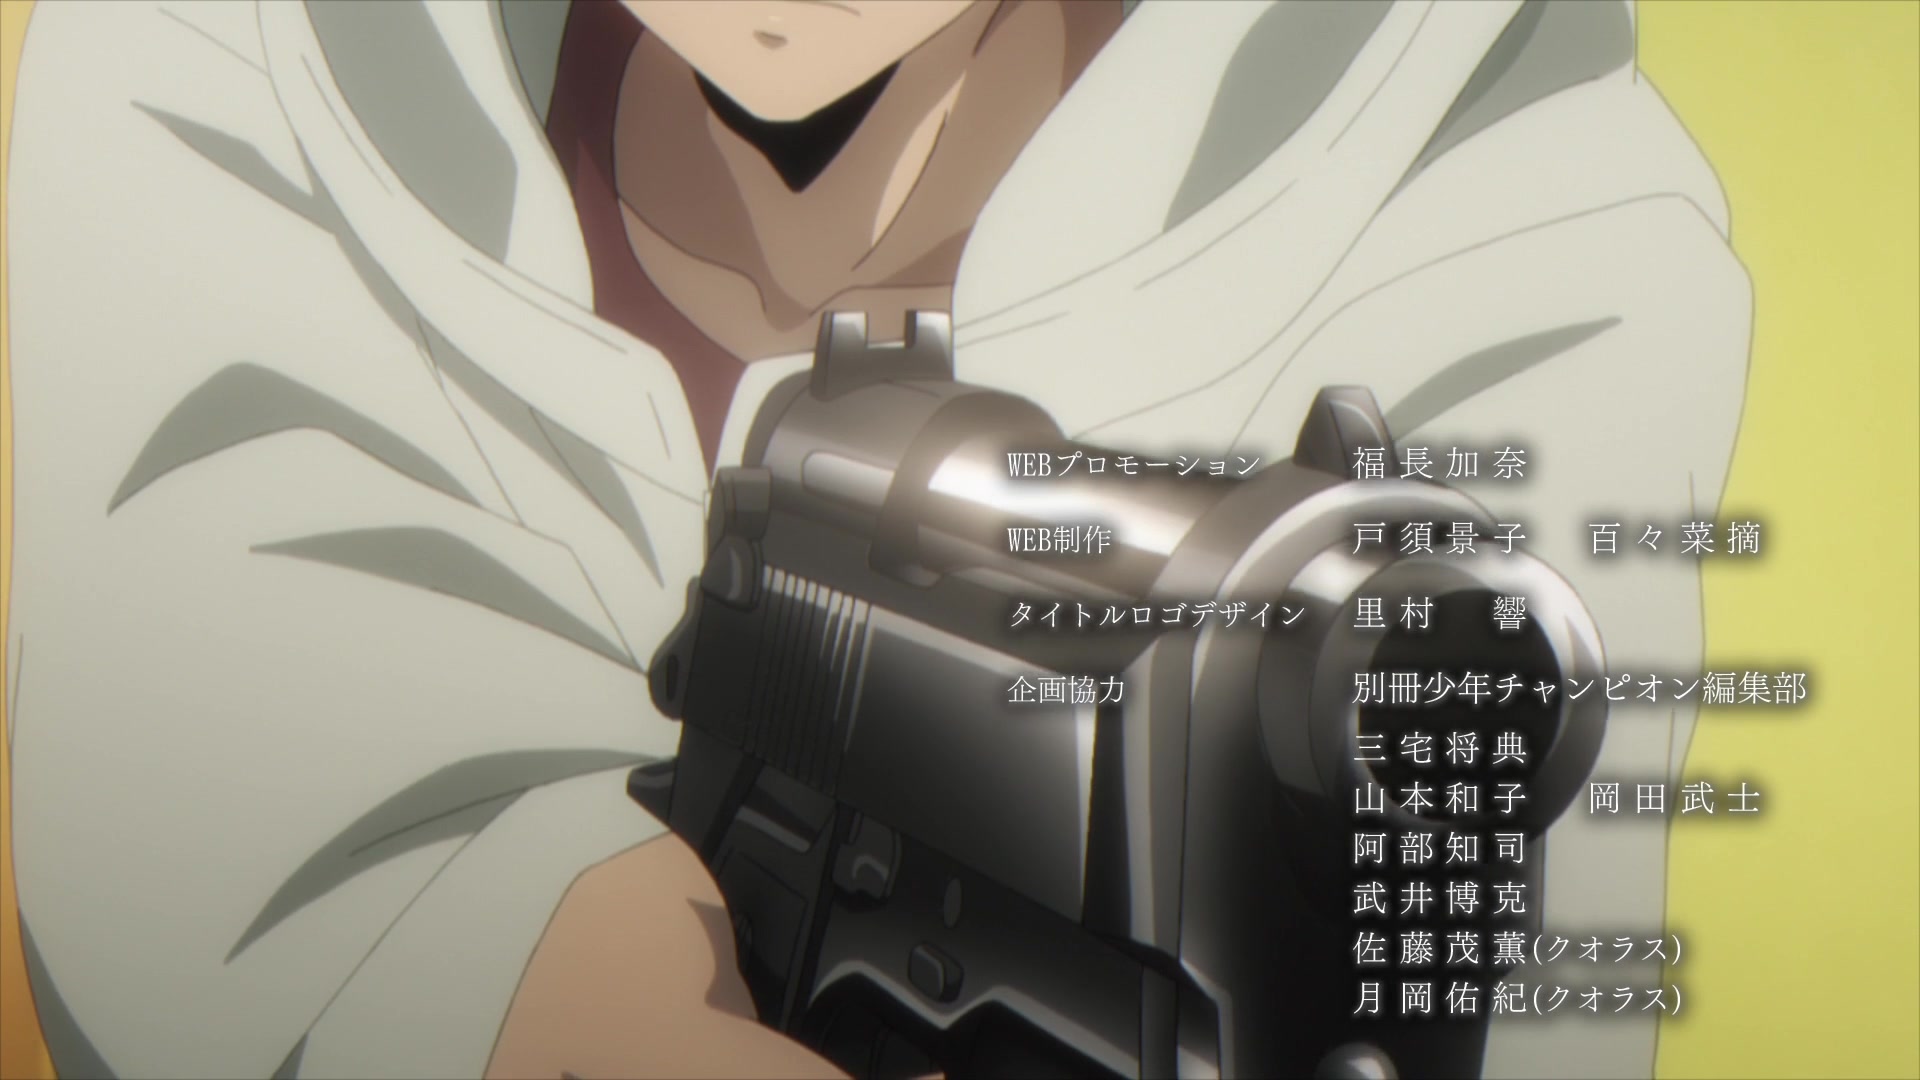 WEBプロモーション 福長加奈
WEB制作 戸須景子 百々菜摘
タイトルロゴデザイン 里村 響
企画協力 別冊少年チャンピオン編集部
三宅将典
山本和子 岡田武士
阿部知司
武井博克
佐藤茂薫(クオラス)
月岡佑紀(クオラス)